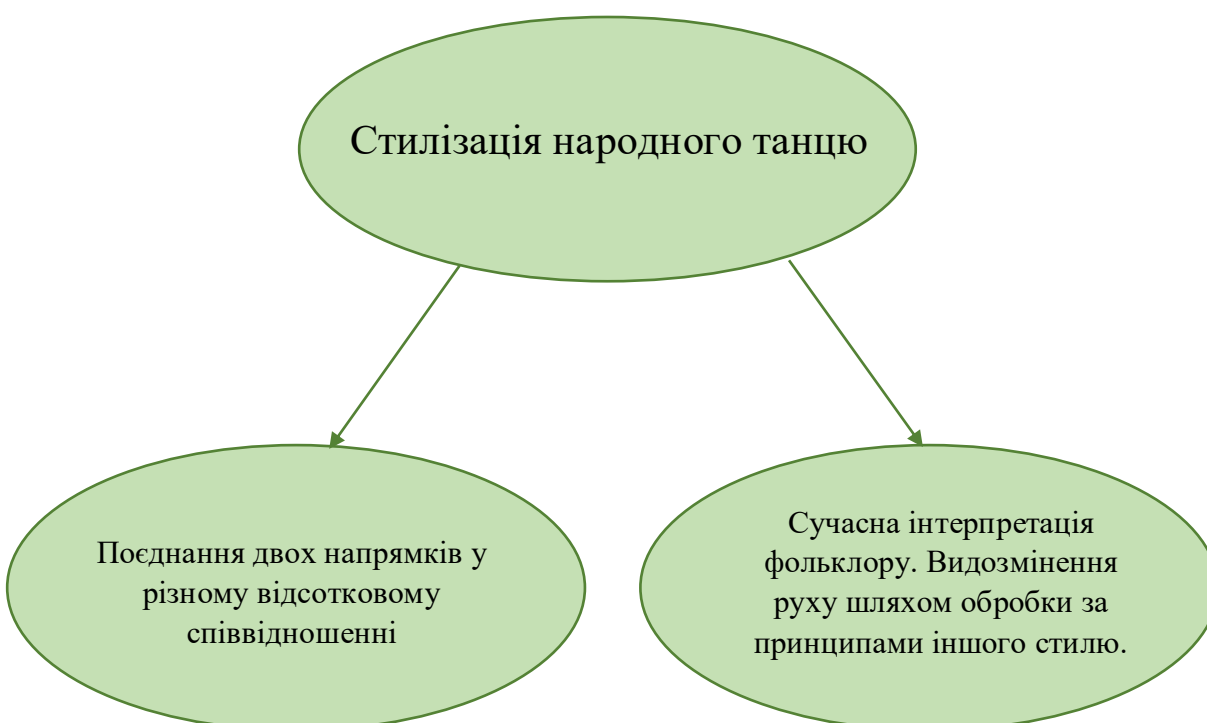 Стилізація народного танцю
Поєднання двох напрямків у
різному відсотковому
співвідношенні
Сучасна інтерпретація
фольклору. Видозмінення
руху шляхом обробки за
принципами іншого стилю.